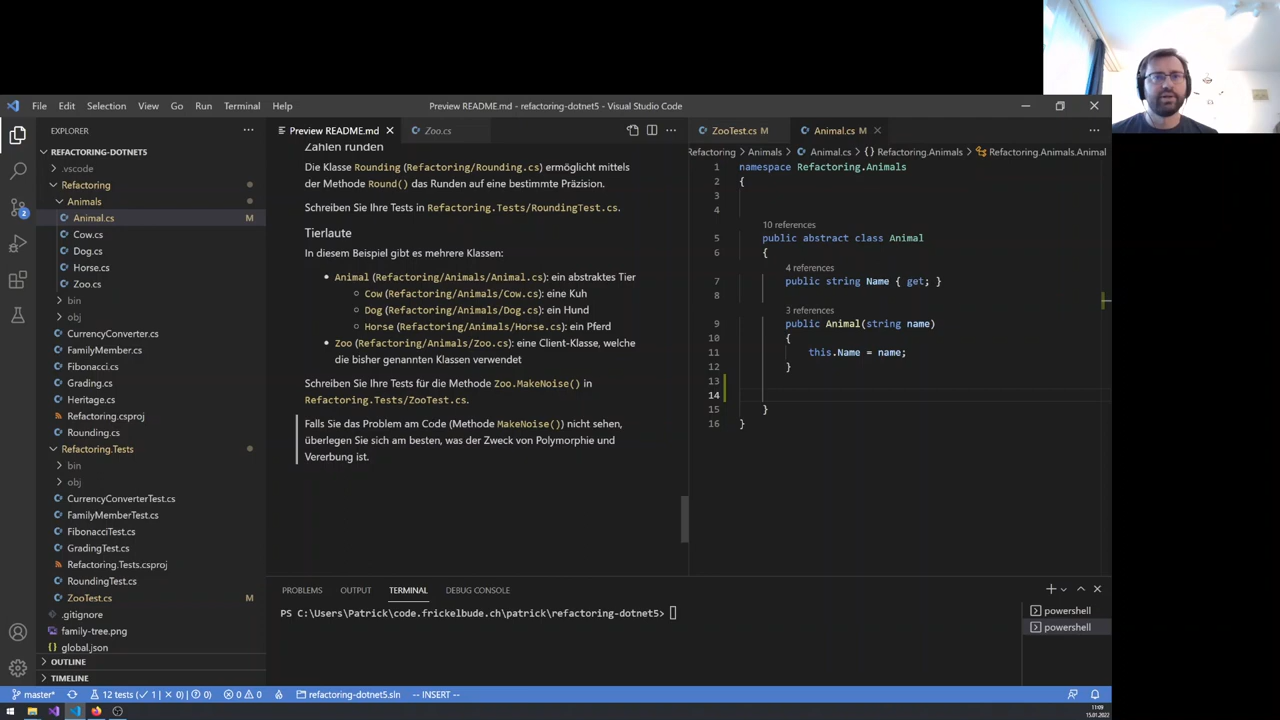 File Edit Selection View Go Run Terminal Help
Preview README.md - refactoring-dotnet5 - Visual Studio Code
EXPLORER
REFACTORING-DOTNET5
.vscode
Refactoring
Animals
Animal.cs M
Cow.cs
Dog.cs
Horse.cs
Zoo.cs
bin
obj
CurrencyConverter.cs
FamilyMember.cs
Fibonacci.cs
Grading.cs
Heritage.cs
Refactoring.csproj
Rounding.cs
Refactoring.Tests
bin
obj
CurrencyConverterTest.cs
FamilyMemberTest.cs
FibonacciTest.cs
GradingTest.cs
Refactoring.Tests.csproj
RoundingTest.cs
ZooTest.cs M
.gitignore
family-tree.png
global.json
OUTLINE
TIMELINE
Preview README.md Zoo.cs
Zahlen runden
Die Klasse Rounding (Refactoring/Rounding.cs) ermöglicht mittels
der Methode Round() das Runden auf eine bestimmte Präzision.
Schreiben Sie Ihre Tests in Refactoring.Tests/RoundingTest.cs.
Tierlaute
In diesem Beispiel gibt es mehrere Klassen:
Animal (Refactoring/Animals/Animal.cs): ein abstraktes Tier
Cow (Refactoring/Animals/Cow.cs): eine Kuh
Dog (Refactoring/Animals/Dog.cs): ein Hund
Horse (Refactoring/Animals/Horse.cs): ein Pferd
Zoo (Refactoring/Animals/Zoo.cs): eine Client-Klasse, welche
die bisher genannten Klassen verwendet
Schreiben Sie Ihre Tests für die Methode Zoo.MakeNoise() in
Refactoring.Tests/ZooTest.cs.
Falls Sie das Problem am Code (Methode MakeNoise()) nicht sehen,
überlegen Sie sich am besten, was der Zweck von Polymorphie und
Vererbung ist.
ZooTest.cs M Animal.cs M
Refactoring > Animals > Animal.cs > {} Refactoring.Animals > Refactoring.Animals.Animal
1 namespace Refactoring.Animals
2 {
3
4
10 references
5 public abstract class Animal
6 {
4 references
7 public string Name { get; }
8
3 references
9 public Animal(string name)
10 {
11 this.Name = name;
12 }
13
14
15 }
16 }
PROBLEMS OUTPUT TERMINAL DEBUG CONSOLE
PS C:\Users\Patrick\code.frickelbude.ch\patrick\refactoring-dotnet5>
powershell
powershell
master* 12 tests ( 1 | 0) 0) 0 0 refactoring-dotnet5.sln -- INSERT --
2
11:09
15.01.2022